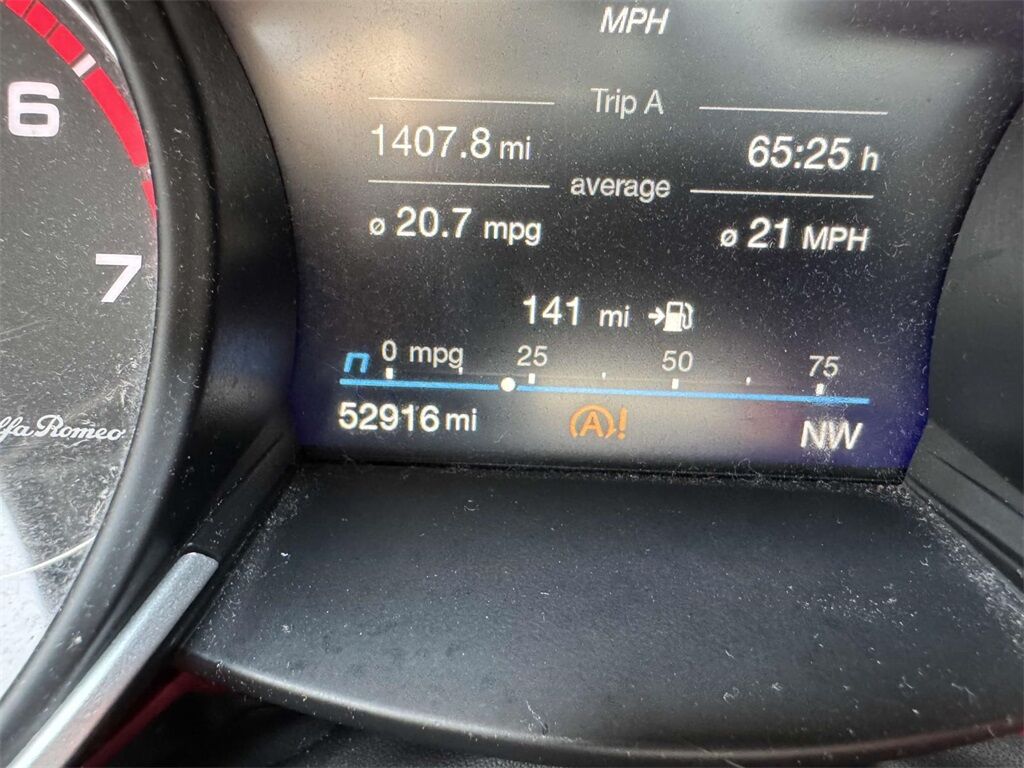 MPH
Trip A
1407.8 mi 65:25 h
average
ø 20.7 mpg ø 21 MPH
141 mi
n 0 mpg 25 50 75
52916 mi A! NW
6
7
lfa Romeo